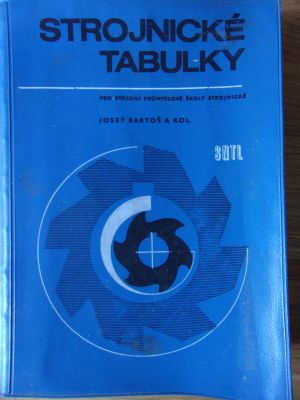 STROJNICKÉ
TABULKY
PRO STŘEDNÍ PRŮMYSLOVÉ ŠKOLY STROJNICKÉ
JOSEF BARTOŠ A KOL.
SNTL